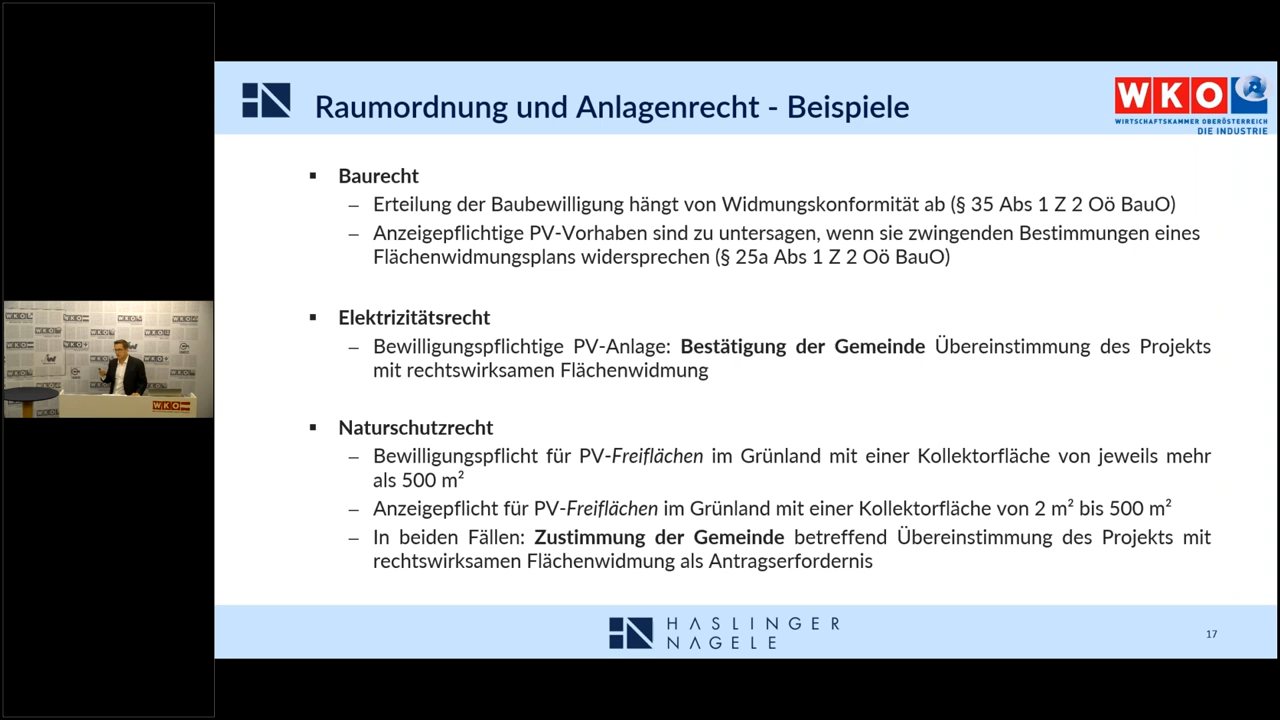 Raumordnung und Anlagenrecht - Beispiele
WKO
WIRTSCHAFTSKAMMER OBERÖSTERREICH
DIE INDUSTRIE
▪ Baurecht
– Erteilung der Baubewilligung hängt von Widmungskonformität ab (§ 35 Abs 1 Z 2 Oö BauO)
– Anzeigepflichtige PV-Vorhaben sind zu untersagen, wenn sie zwingenden Bestimmungen eines
Flächenwidmungsplans widersprechen (§ 25a Abs 1 Z 2 Oö BauO)
▪ Elektrizitätsrecht
– Bewilligungspflichtige PV-Anlage: Bestätigung der Gemeinde Übereinstimmung des Projekts
mit rechtswirksamen Flächenwidmung
▪ Naturschutzrecht
– Bewilligungspflicht für PV-Freiflächen im Grünland mit einer Kollektorfläche von jeweils mehr
als 500 m²
– Anzeigepflicht für PV-Freiflächen im Grünland mit einer Kollektorfläche von 2 m² bis 500 m²
– In beiden Fällen: Zustimmung der Gemeinde betreffend Übereinstimmung des Projekts mit
rechtswirksamen Flächenwidmung als Antragserfordernis
HASLINGER
NAGELE
17
WKO